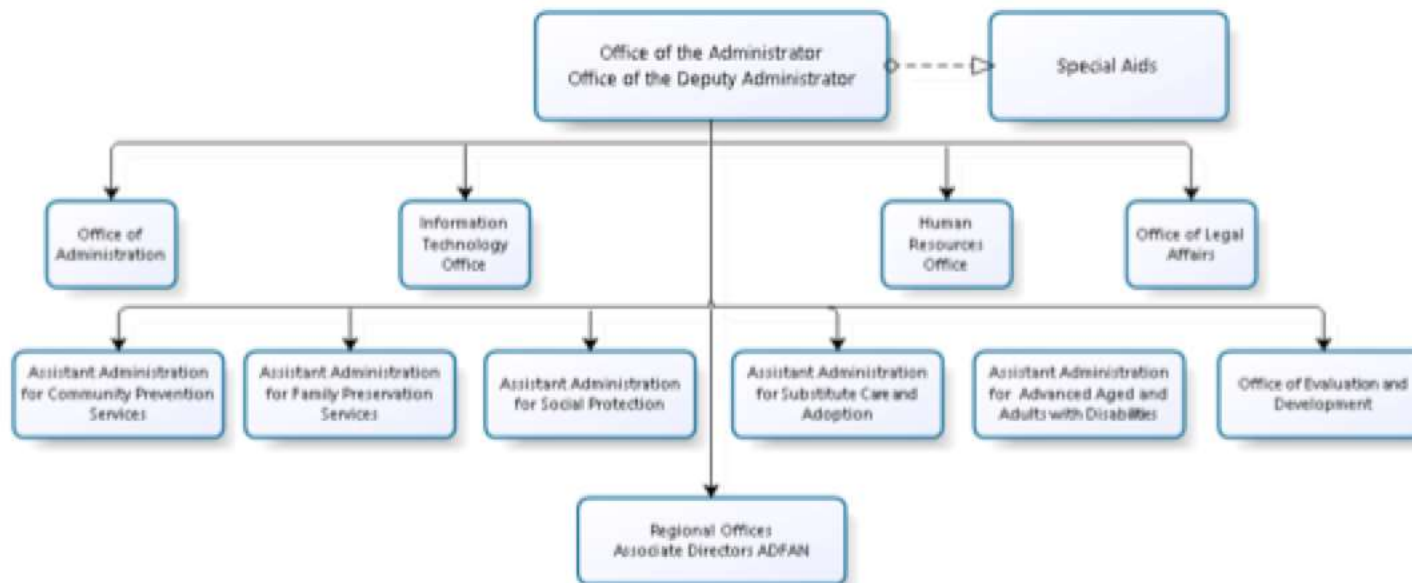 Office of the Administrator
Office of the Deputy Administrator
Special Aids
Office of
Administration
Information
Technology
Office
Human
Resources
Office
Office of Legal
Affairs
Assistant Administration
for Community Prevention
Services
Assistant Administration
for Family Preservation
Services
Assistant Administration
for Social Protection
Assistant Administration
for Substitute Care and
Adoption
Assistant Administration
for Advanced Aged and
Adults with Disabilities
Office of Evaluation and
Development
Regional Offices
Associate Directors ADFAN